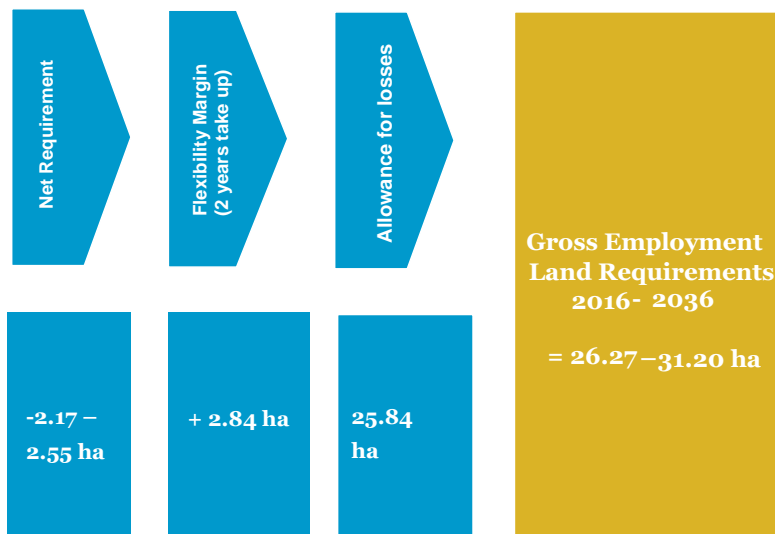 Net Requirement
Flexibility Margin
(2 years take up)
Allowance for losses
Gross Employment
Land Requirements
2016- 2036
= 26.27–31.20 ha
-2.17 –
2.55 ha
+ 2.84 ha
25.84
ha